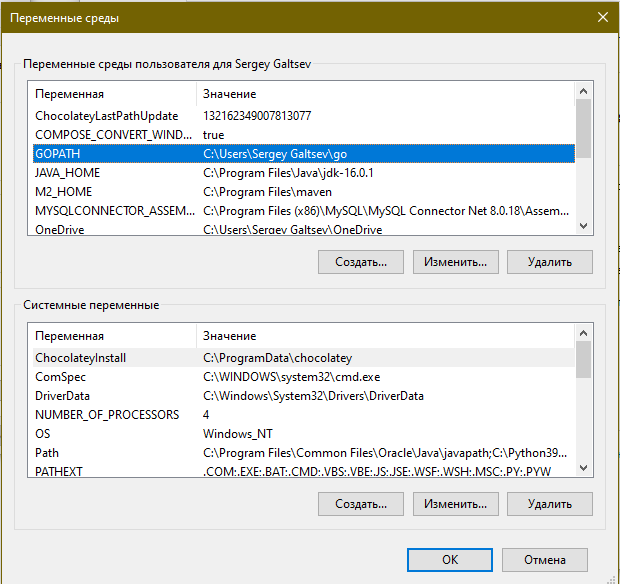 Переменные среды
Переменные среды пользователя для Sergey Galtsev
Переменная Значение
ChocolateyLastPathUpdate 132162349007813077
COMPOSE_CONVERT_WIND... true
GOPATH C:\Users\Sergey Galtsev\go
JAVA_HOME C:\Program Files\Java\jdk-16.0.1
M2_HOME C:\Program Files\maven
MYSQLCONNECTOR_ASSEM... C:\Program Files (x86)\MySQL\MySQL Connector Net 8.0.18\Assem...
OneDrive C:\Users\Sergey Galtsev\OneDrive
Создать... Изменить... Удалить
Системные переменные
Переменная Значение
ChocolateyInstall C:\ProgramData\chocolatey
ComSpec C:\WINDOWS\system32\cmd.exe
DriverData C:\Windows\System32\Drivers\DriverData
NUMBER_OF_PROCESSORS 4
OS Windows_NT
Path C:\Program Files\Common Files\Oracle\Java\javapath;C:\Python39...
PATHEXT .COM;.EXE;.BAT;.CMD;.VBS;.VBE;.JS;.JSE;.WSF;.WSH;.MSC;.PY;.PYW
Создать... Изменить... Удалить
ОК Отмена